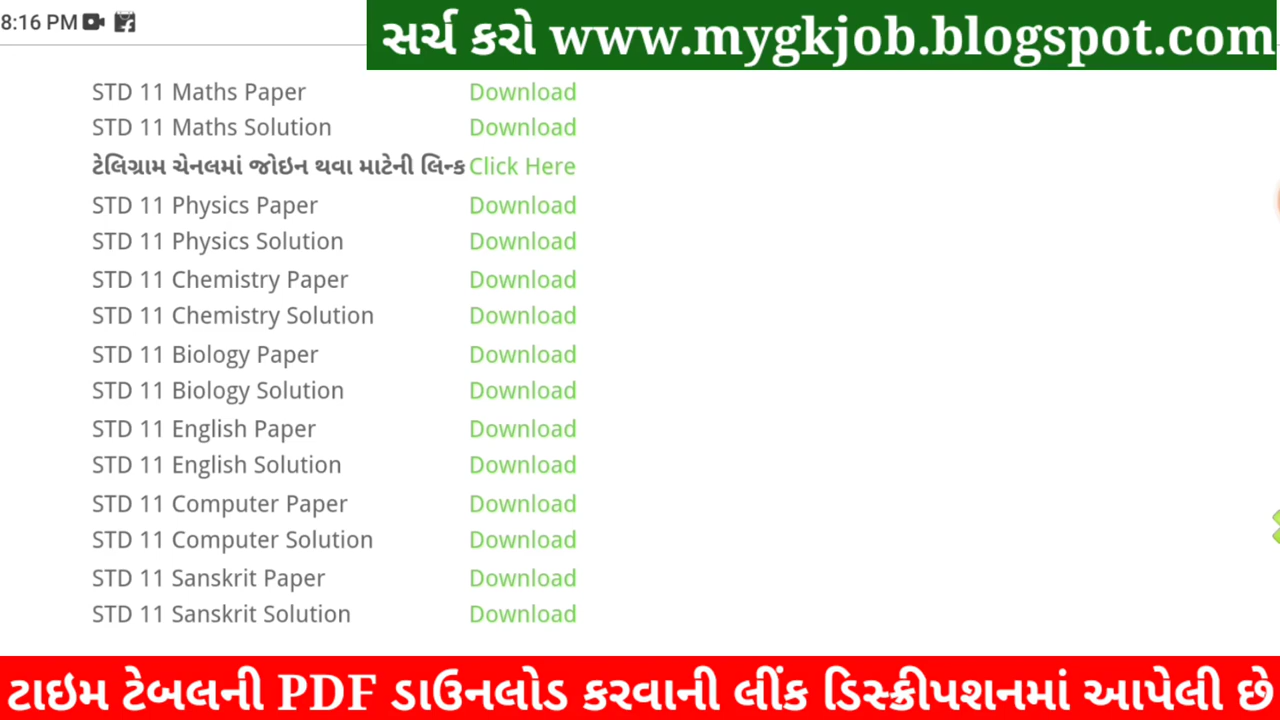 8:16 PM
સર્ચ કરો www.mygkjob.blogspot.com
STD 11 Maths Paper Download
STD 11 Maths Solution Download
ટેલિગ્રામ ચેનલમાં જોઇન થવા માટેની લિન્ક Click Here
STD 11 Physics Paper Download
STD 11 Physics Solution Download
STD 11 Chemistry Paper Download
STD 11 Chemistry Solution Download
STD 11 Biology Paper Download
STD 11 Biology Solution Download
STD 11 English Paper Download
STD 11 English Solution Download
STD 11 Computer Paper Download
STD 11 Computer Solution Download
STD 11 Sanskrit Paper Download
STD 11 Sanskrit Solution Download
ટાઇમ ટેબલની PDF ડાઉનલોડ કરવાની લીંક ડિસ્ક્રીપશનમાં આપેલી છે